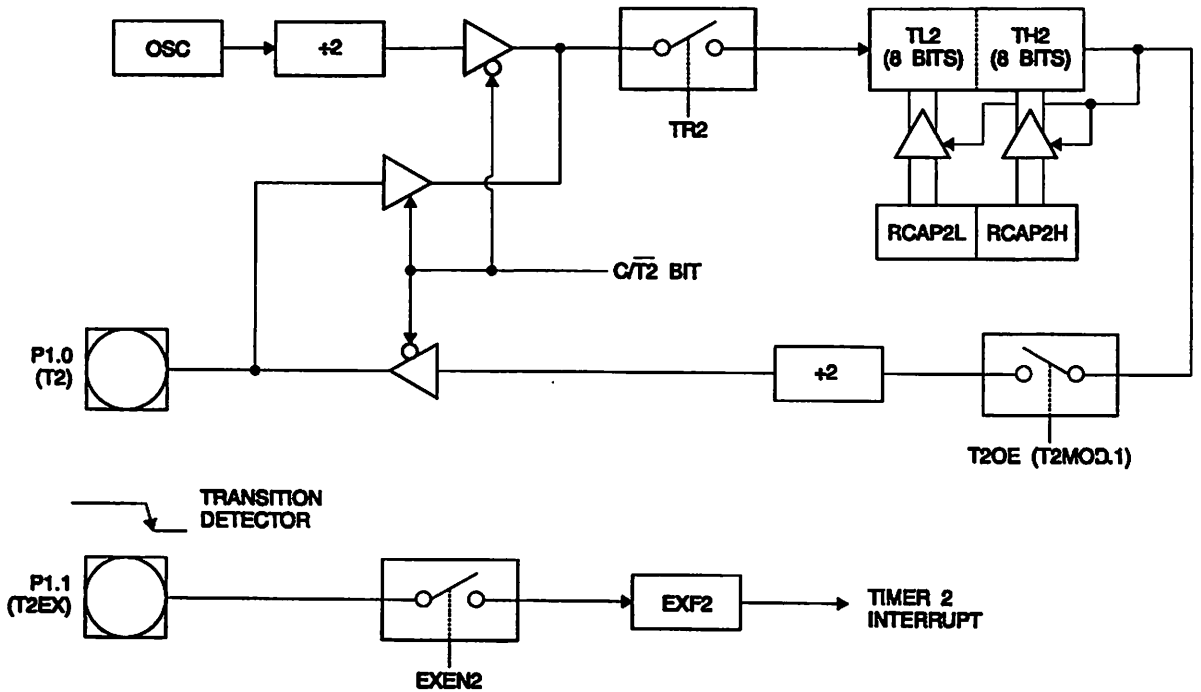 OSC
÷2
TL2
(8 BITS)
TH2
(8 BITS)
TR2
RCAP2L
RCAP2H
C/T̅2̅ BIT
P1.0
(T2)
÷2
T2OE (T2MOD.1)
TRANSITION
DETECTOR
P1.1
(T2EX)
EXF2
TIMER 2
INTERRUPT
EXEN2